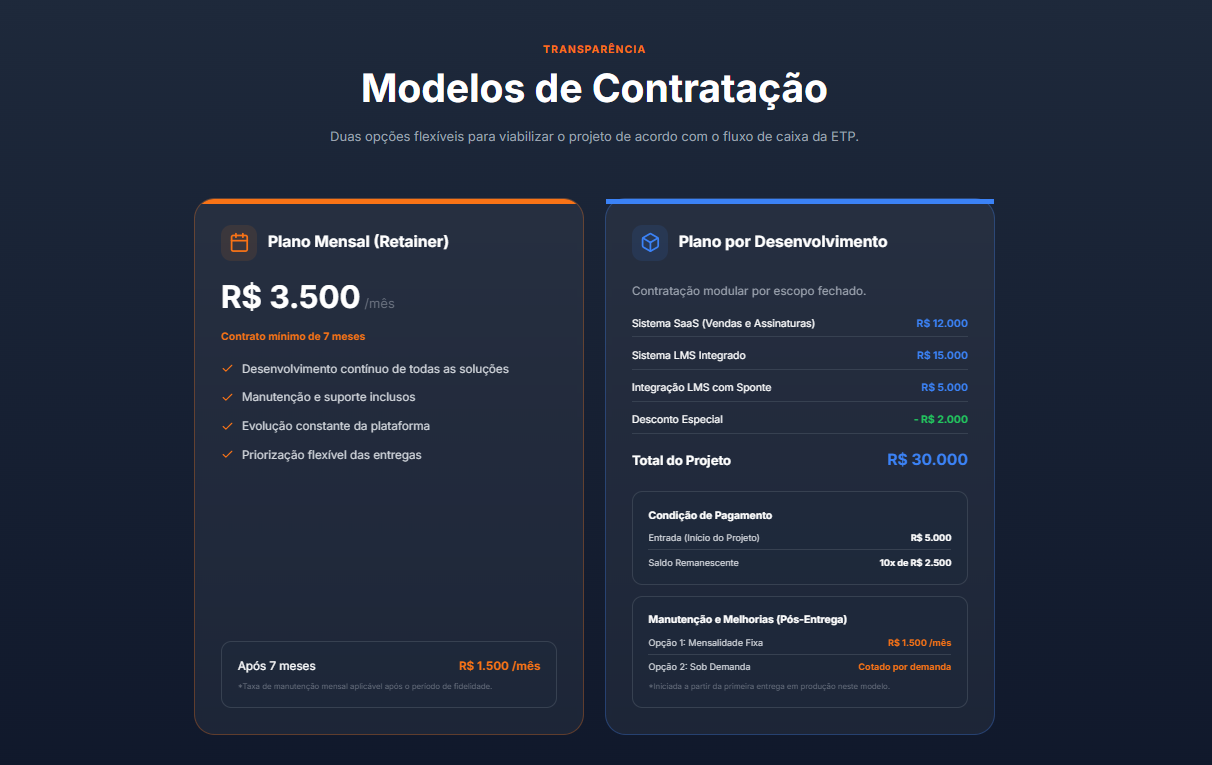 TRANSPARÊNCIA
Modelos de Contratação
Duas opções flexíveis para viabilizar o projeto de acordo com o fluxo de caixa da ETP.
Plano Mensal (Retainer)
R$ 3.500 /mês
Contrato mínimo de 7 meses
Desenvolvimento contínuo de todas as soluções
Manutenção e suporte inclusos
Evolução constante da plataforma
Priorização flexível das entregas
Após 7 meses R$ 1.500 /mês
*Taxa de manutenção mensal aplicável após o período de fidelidade.
Plano por Desenvolvimento
Contratação modular por escopo fechado.
Sistema SaaS (Vendas e Assinaturas) R$ 12.000
Sistema LMS Integrado R$ 15.000
Integração LMS com Sponte R$ 5.000
Desconto Especial - R$ 2.000
Total do Projeto R$ 30.000
Condição de Pagamento
Entrada (Início do Projeto) R$ 5.000
Saldo Remanescente 10x de R$ 2.500
Manutenção e Melhorias (Pós-Entrega)
Opção 1: Mensalidade Fixa R$ 1.500 /mês
Opção 2: Sob Demanda Cotado por demanda
*Iniciada a partir da primeira entrega em produção neste modelo.